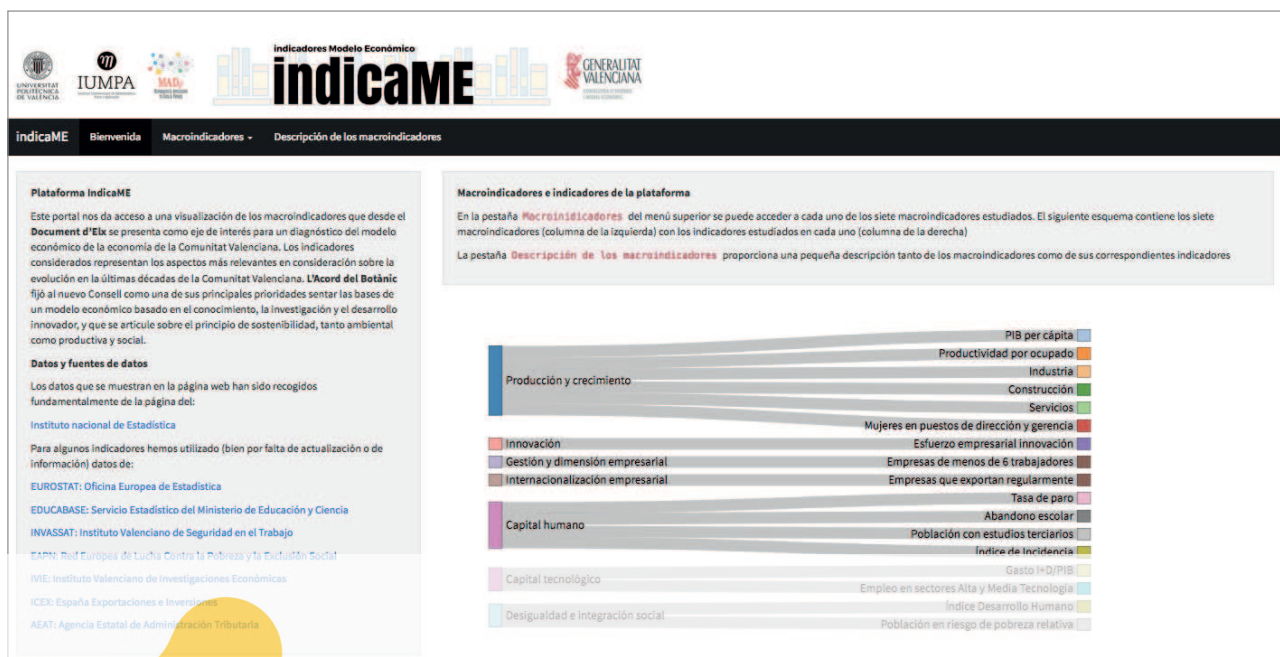 UNIVERSITAT
POLITÈCNICA
DE VALÈNCIA
IUMPA
MADe
indicadores Modelo Económico
indicaME
GENERALITAT
VALENCIANA
indicaME Bienvenida Macroindicadores Descripción de los macroindicadores
Plataforma IndicaME
Este portal nos da acceso a una visualización de los macroindicadores que desde el
Document d'Elx se presenta como eje de interés para un diagnóstico del modelo
económico de la economía de la Comunitat Valenciana. Los indicadores
considerados representan los aspectos más relevantes en consideración sobre la
evolución en la últimas décadas de la Comunitat Valenciana. L'Acord del Botànic
fijó al nuevo Consell como una de sus principales prioridades sentar las bases de
un modelo económico basado en el conocimiento, la investigación y el desarrollo
innovador, y que se articule sobre el principio de sostenibilidad, tanto ambiental
como productiva y social.
Datos y fuentes de datos
Los datos que se muestran en la página web han sido recogidos
fundamentalmente de la página del:
Instituto nacional de Estadística
Para algunos indicadores hemos utilizado (bien por falta de actualización o de
información) datos de:
EUROSTAT: Oficina Europea de Estadística
EDUCABASE: Servicio Estadístico del Ministerio de Educación y Ciencia
INVASSAT: Instituto Valenciano de Seguridad en el Trabajo
EAPN: Red Europea de Lucha Contra la Pobreza y la Exclusión Social
IVIE: Instituto Valenciano de Investigaciones Económicas
ICEX: España Exportaciones e Inversiones
AEAT: Agencia Estatal de Administración Tributaria
Macroindicadores e indicadores de la plataforma
En la pestaña Macroinidicadores del menú superior se puede acceder a cada uno de los siete macroindicadores estudiados. El siguiente esquema contiene los siete
macroindicadores (columna de la izquierda) con los indicadores estudiados en cada uno (columna de la derecha)
La pestaña Descripción de los macroindicadores proporciona una pequeña descripción tanto de los macroindicadores como de sus correspondientes indicadores
PIB per cápita
Productividad por ocupado
Industria
Producción y crecimiento
Construcción
Servicios
Mujeres en puestos de dirección y gerencia
Innovación Esfuerzo empresarial innovación
Gestión y dimensión empresarial Empresas de menos de 6 trabajadores
Internacionalización empresarial Empresas que exportan regularmente
Tasa de paro
Abandono escolar
Capital humano
Población con estudios terciarios
Índice de Incidencia
Gasto I+D/PIB
Capital tecnológico
Empleo en sectores Alta y Media Tecnología
Índice Desarrollo Humano
Desigualdad e integración social
Población en riesgo de pobreza relativa